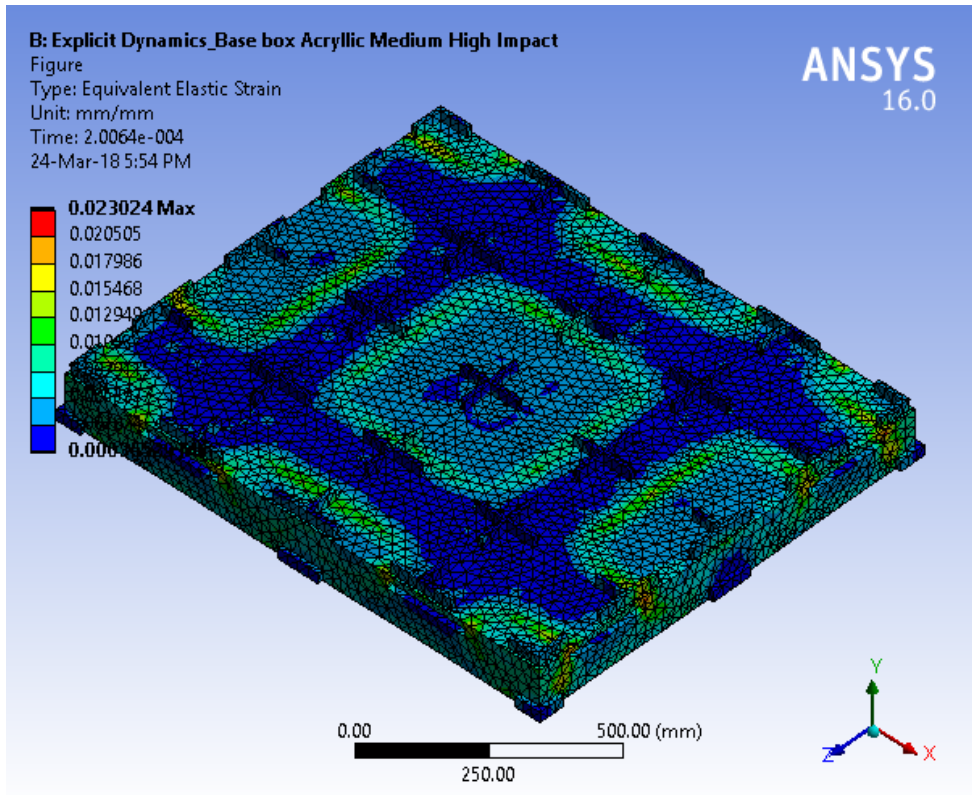 B: Explicit Dynamics_Base box Acryllic Medium High Impact
Figure
Type: Equivalent Elastic Strain
Unit: mm/mm
Time: 2.0064e-004
24-Mar-18 5:54 PM
ANSYS
16.0
0.023024 Max
0.020505
0.017986
0.015468
0.012949
0.00
500.00 (mm)
250.00
Y
Z
X